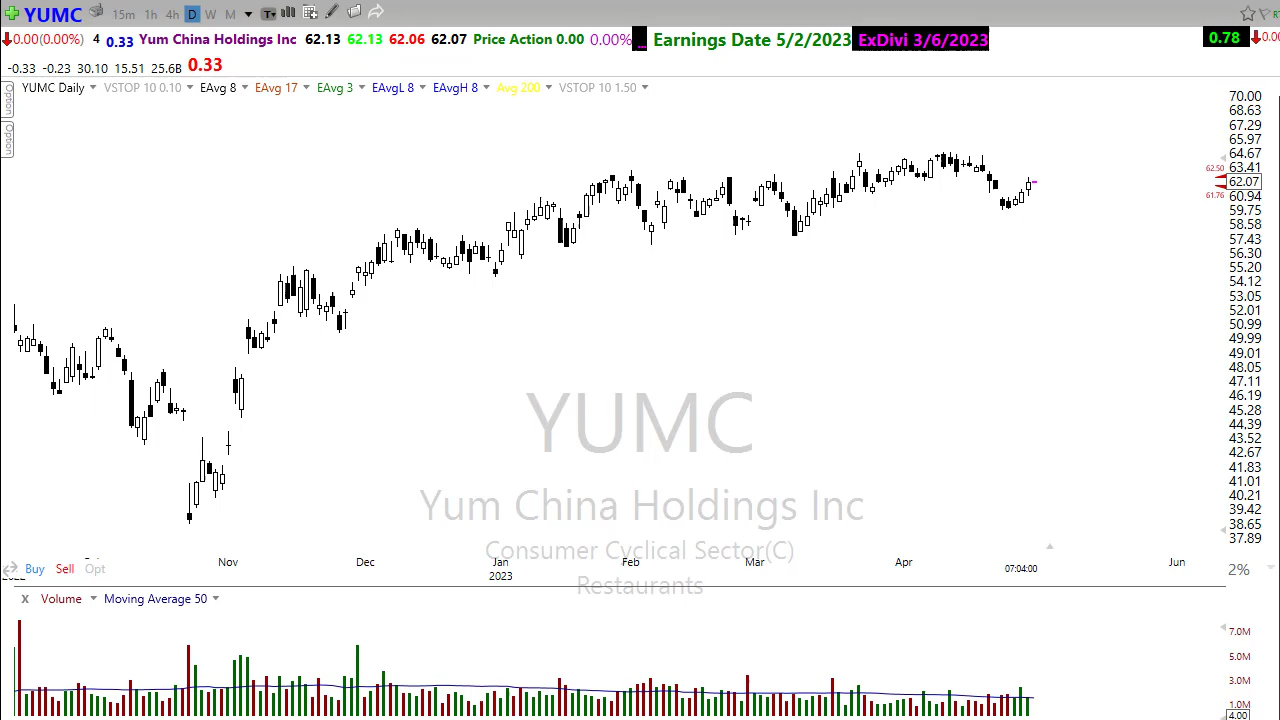 YUMC 15m 1h 4h D W M
0.00(0.00%) 4 0.33 Yum China Holdings Inc 62.13 62.13 62.06 62.07 Price Action 0.00 0.00% ... Earnings Date 5/2/2023 ExDivi 3/6/2023 0.78
-0.33 -0.23 30.10 15.51 25.6B 0.33
YUMC Daily VSTOP 10 0.10 EAvg 8 EAvg 17 EAvg 3 EAvgL 8 EAvgH 8 Avg 200 VSTOP 10 1.50
Option
Option
70.00
68.63
67.29
65.97
64.67
63.41
62.50
62.07
61.76
60.94
59.75
58.58
57.43
56.30
55.20
54.12
53.05
52.01
50.99
49.99
49.01
48.05
47.11
46.19
45.28
44.39
43.52
42.67
41.83
41.01
40.21
39.42
38.65
37.89
YUMC
Yum China Holdings Inc
Consumer Cyclical Sector(C)
Restaurants
Nov Dec Jan Feb Mar Apr Jun
2023
07:04:00
Buy Sell Opt
2%
X Volume Moving Average 50
7.0M
5.0M
3.0M
1.0M
4.00